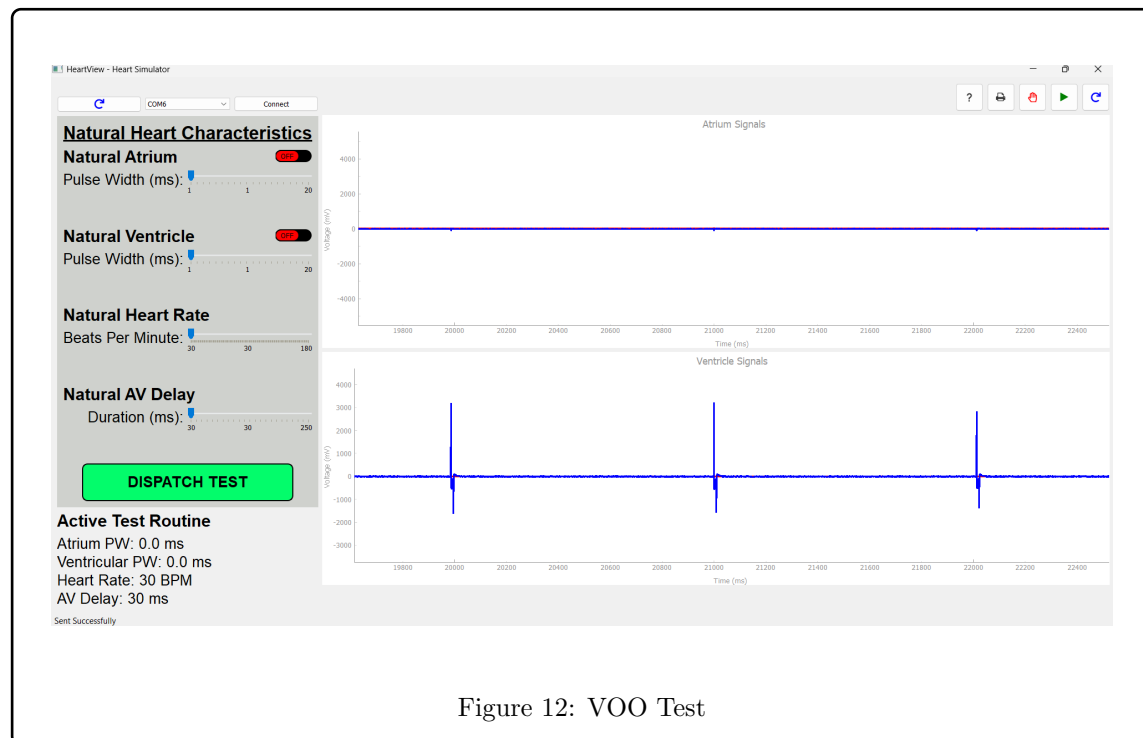 HeartView - Heart Simulator
COM6 Connect
?
Natural Heart Characteristics
Natural Atrium OFF
Pulse Width (ms):
1 1 20
Natural Ventricle OFF
Pulse Width (ms):
1 1 20
Natural Heart Rate
Beats Per Minute:
30 30 180
Natural AV Delay
Duration (ms):
30 30 250
DISPATCH TEST
Active Test Routine
Atrium PW: 0.0 ms
Ventricular PW: 0.0 ms
Heart Rate: 30 BPM
AV Delay: 30 ms
Sent Successfully
Atrium Signals
Voltage (mV)
4000
2000
0
-2000
-4000
19800 20000 20200 20400 20600 20800 21000 21200 21400 21600 21800 22000 22200 22400
Time (ms)
Ventricle Signals
Voltage (mV)
4000
3000
2000
1000
0
-1000
-2000
-3000
19800 20000 20200 20400 20600 20800 21000 21200 21400 21600 21800 22000 22200 22400
Time (ms)
Figure 12: VOO Test